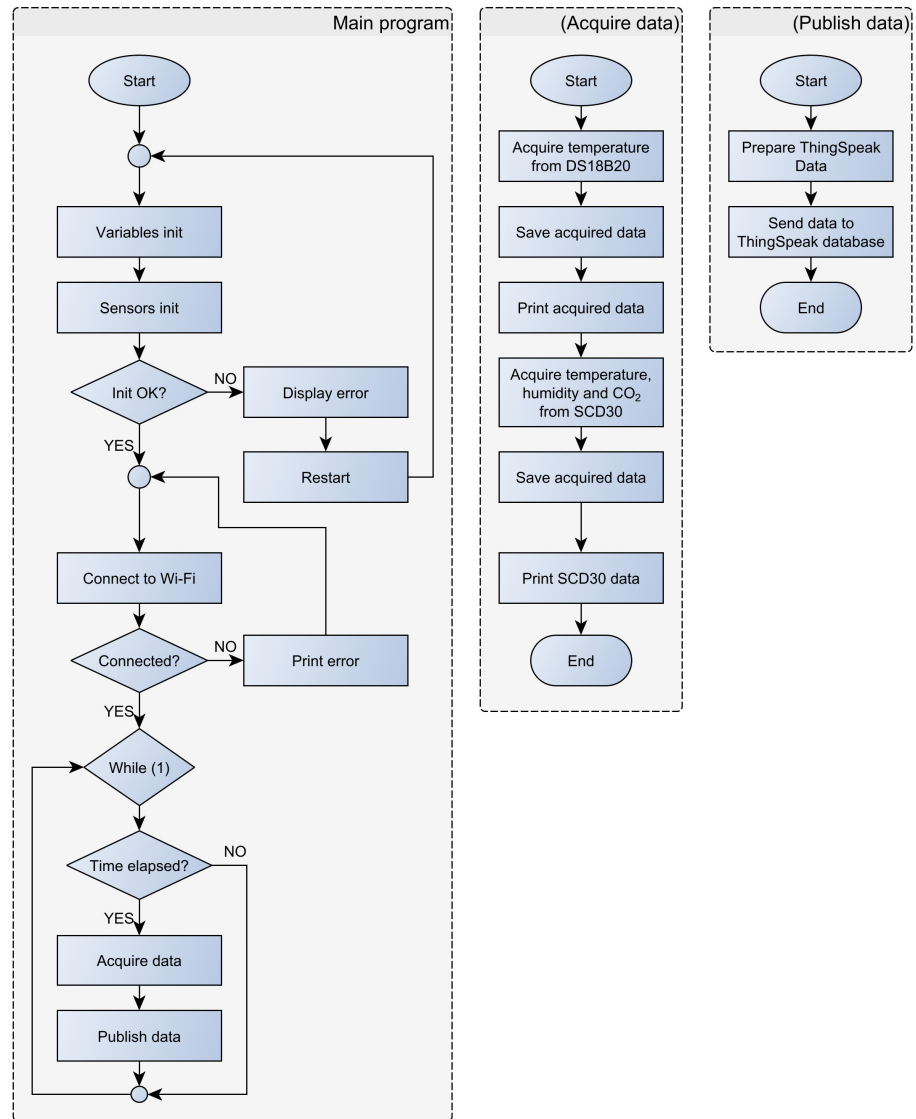 Main program
Start
Variables init
Sensors init
Init OK?
NO
Display error
YES
Restart
Connect to Wi-Fi
Connected?
NO
Print error
YES
While (1)
Time elapsed?
NO
YES
Acquire data
Publish data
(Acquire data)
Start
Acquire temperature
from DS18B20
Save acquired data
Print acquired data
Acquire temperature,
humidity and CO₂
from SCD30
Save acquired data
Print SCD30 data
End
(Publish data)
Start
Prepare ThingSpeak
Data
Send data to
ThingSpeak database
End